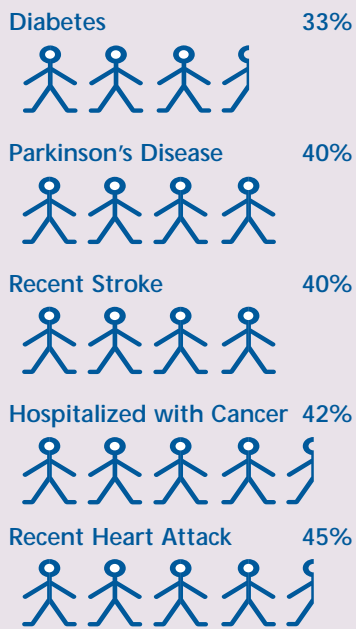 Diabetes 33%
Parkinson's Disease 40%
Recent Stroke 40%
Hospitalized with Cancer 42%
Recent Heart Attack 45%